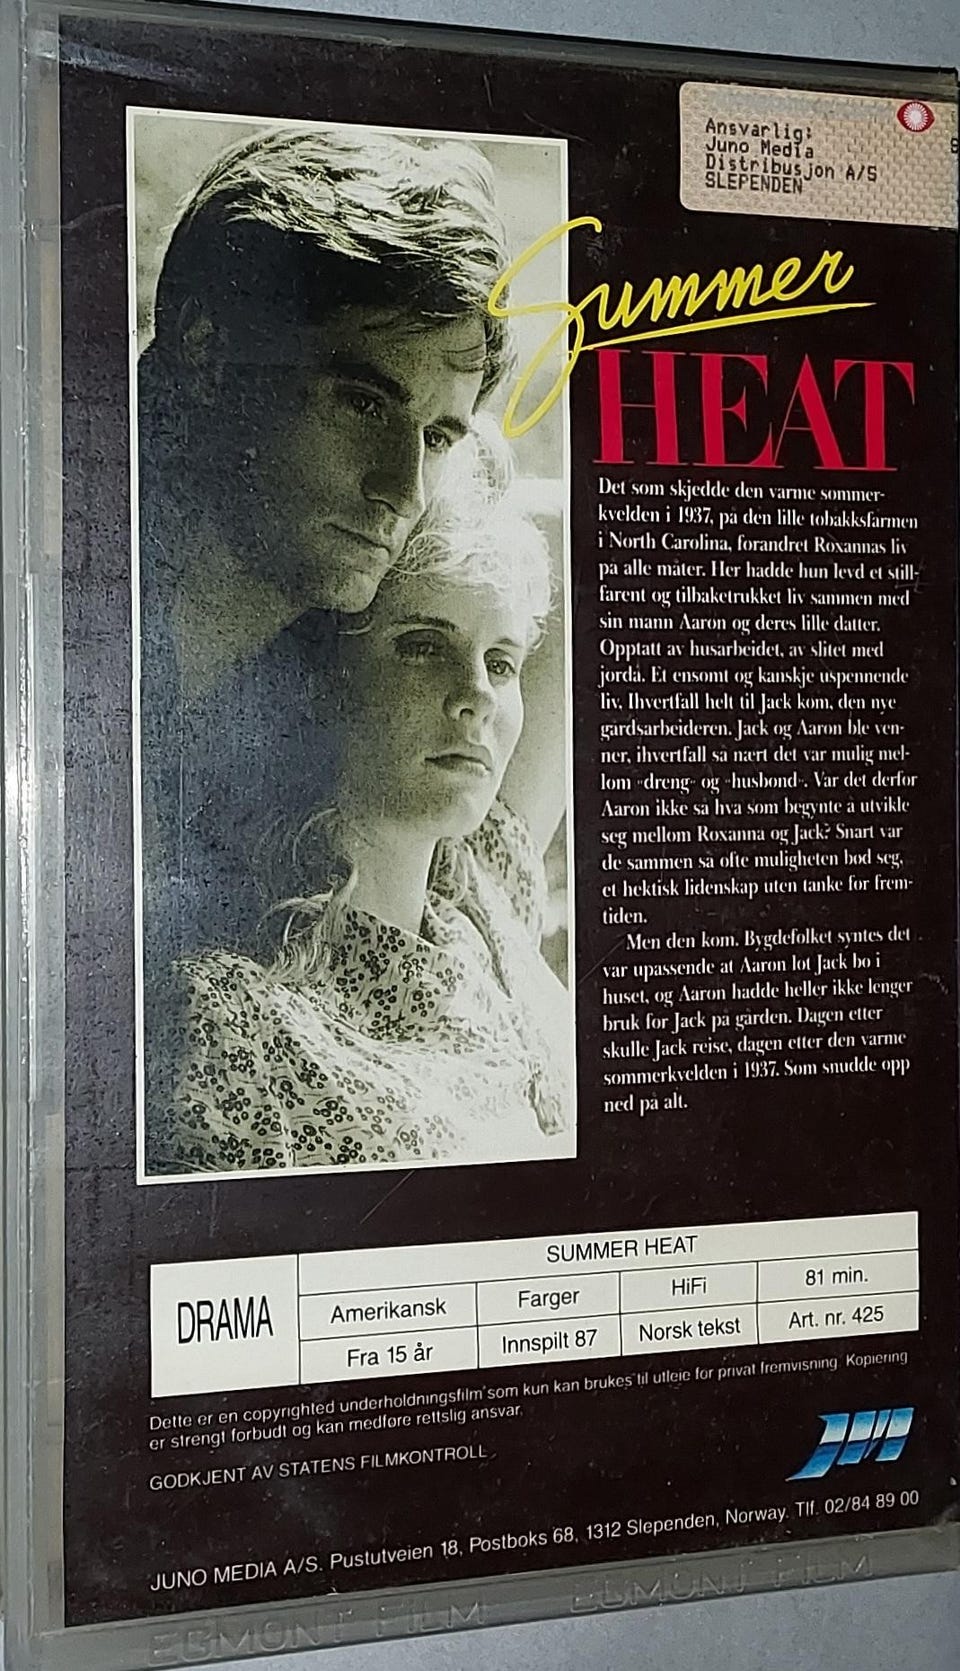 Ansvarlig:
Juno Media
Distribusjon A/S
SLEPENDEN
Summer
HEAT
Det som skjedde den varme sommer-
kvelden i 1937, på den lille tobakksfarmen
i North Carolina, forandret Roxannas liv
på alle måter. Her hadde hun levd et still-
farent og tilbaketrukket liv sammen med
sin mann Aaron og deres lille datter.
Opptatt av husarbeidet, av slitet med
jorda. Et ensomt og kanskje uspennende
liv. Ihvertfall helt til Jack kom, den nye
gårdsarbeideren. Jack og Aaron ble ven-
ner, ihvertfall så nært det var mulig mel-
lom «dreng» og «husbond». Var det derfor
Aaron ikke så hva som begynte å utvikle
seg mellom Roxanna og Jack? Snart var
de sammen så ofte muligheten bød seg,
et hektisk lidenskap uten tanke for frem-
tiden.
Men den kom. Bygdefolket syntes det
var upassende at Aaron lot Jack bo i
huset, og Aaron hadde heller ikke lenger
bruk for Jack på gården. Dagen etter
skulle Jack reise, dagen etter den varme
sommerkvelden i 1937. Som snudde opp
ned på alt.
SUMMER HEAT
DRAMA
Amerikansk Farger HiFi 81 min.
Fra 15 år Innspilt 87 Norsk tekst Art. nr. 425
Dette er en copyrighted underholdningsfilm som kun kan brukes til utleie for privat fremvisning. Kopiering
er strengt forbudt og kan medføre rettslig ansvar.
GODKJENT AV STATENS FILMKONTROLL
JUNO MEDIA A/S. Pustutveien 18, Postboks 68, 1312 Slependen, Norway. Tlf. 02/84 89 00
EGMONT FILM EGMONT FILM